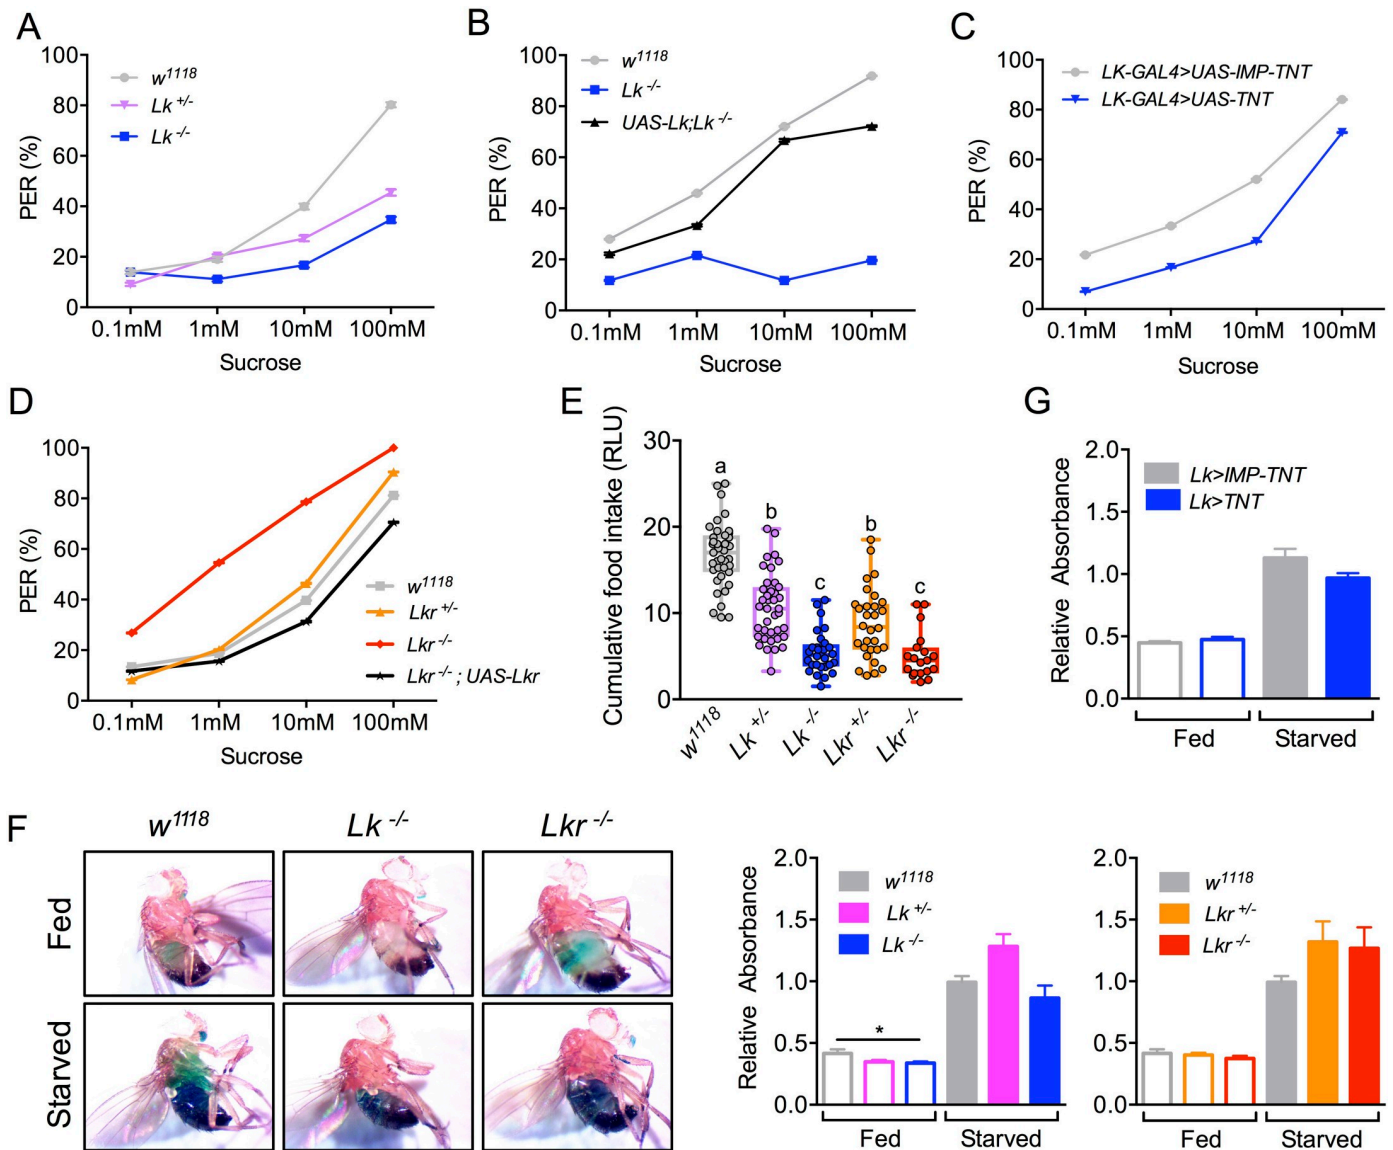 A
PER (%)
100
80
60
40
20
0
w1118
Lk +/-
Lk -/-
0.1mM 1mM 10mM 100mM
Sucrose
B
PER (%)
100
80
60
40
20
0
w1118
Lk -/-
UAS-Lk;Lk -/-
0.1mM 1mM 10mM 100mM
Sucrose
C
PER (%)
100
80
60
40
20
0
LK-GAL4>UAS-IMP-TNT
LK-GAL4>UAS-TNT
0.1mM 1mM 10mM 100mM
Sucrose
D
PER (%)
100
80
60
40
20
0
w1118
Lkr +/-
Lkr -/-
Lkr -/- ; UAS-Lkr
0.1mM 1mM 10mM 100mM
Sucrose
E
Cumulative food intake (RLU)
30
20
10
0
a
b
c
b
c
w1118 Lk +/- Lk -/- Lkr +/- Lkr -/-
G
Relative Absorbance
2.0
1.5
1.0
0.5
0.0
Lk>IMP-TNT
Lk>TNT
Fed Starved
F
w1118 Lk -/- Lkr -/-
Fed
Starved
Relative Absorbance
2.0
1.5
1.0
0.5
0.0
w1118
Lk +/-
Lk -/-
*
Fed Starved
Relative Absorbance
2.0
1.5
1.0
0.5
0.0
w1118
Lkr +/-
Lkr -/-
Fed Starved